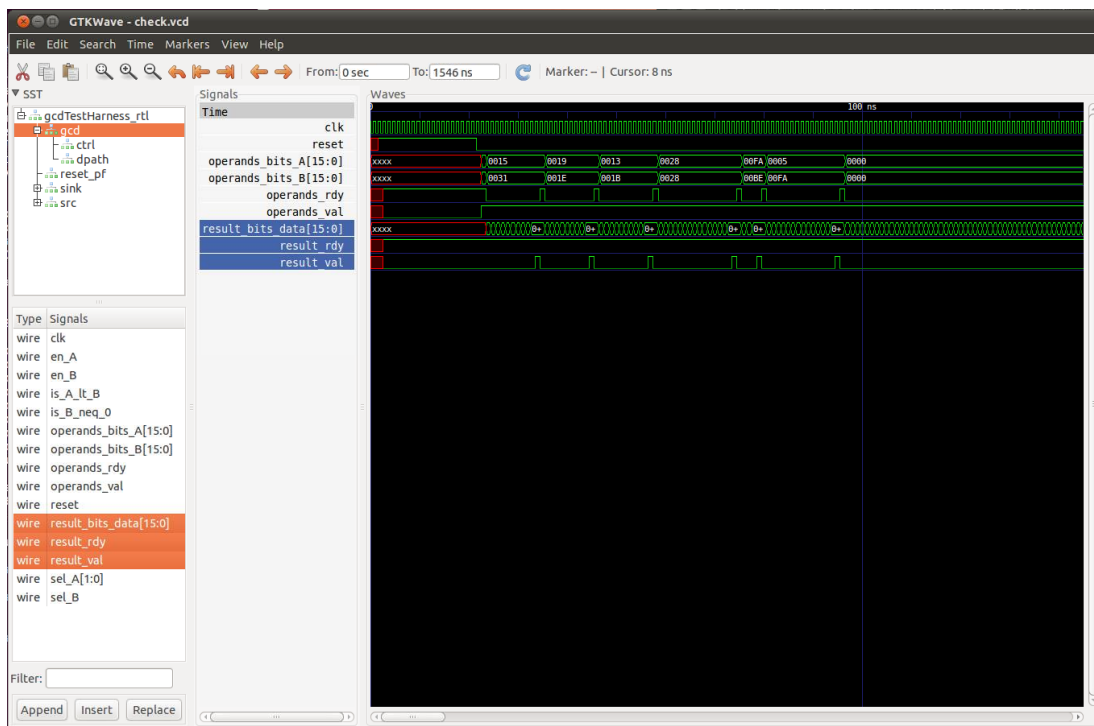 GTKWave - check.vcd
File Edit Search Time Markers View Help
From: 0 sec To: 1546 ns Marker: -- | Cursor: 8 ns
SST
gcdTestHarness_rtl
gcd
ctrl
dpath
reset_pf
sink
src
Type Signals
wire clk
wire en_A
wire en_B
wire is_A_lt_B
wire is_B_neq_0
wire operands_bits_A[15:0]
wire operands_bits_B[15:0]
wire operands_rdy
wire operands_val
wire reset
wire result_bits_data[15:0]
wire result_rdy
wire result_val
wire sel_A[1:0]
wire sel_B
Filter:
Append Insert Replace
Signals
Time
clk
reset
operands_bits_A[15:0]
operands_bits_B[15:0]
operands_rdy
operands_val
result_bits_data[15:0]
result_rdy
result_val
Waves
100 ns
xxxx 0015 0019 0013 0028 00FA 0005 0000
xxxx 0031 001E 001B 0028 00BE 00FA 0000
xxxx 0+ 0+ 0+ 0+ 0+ 0+